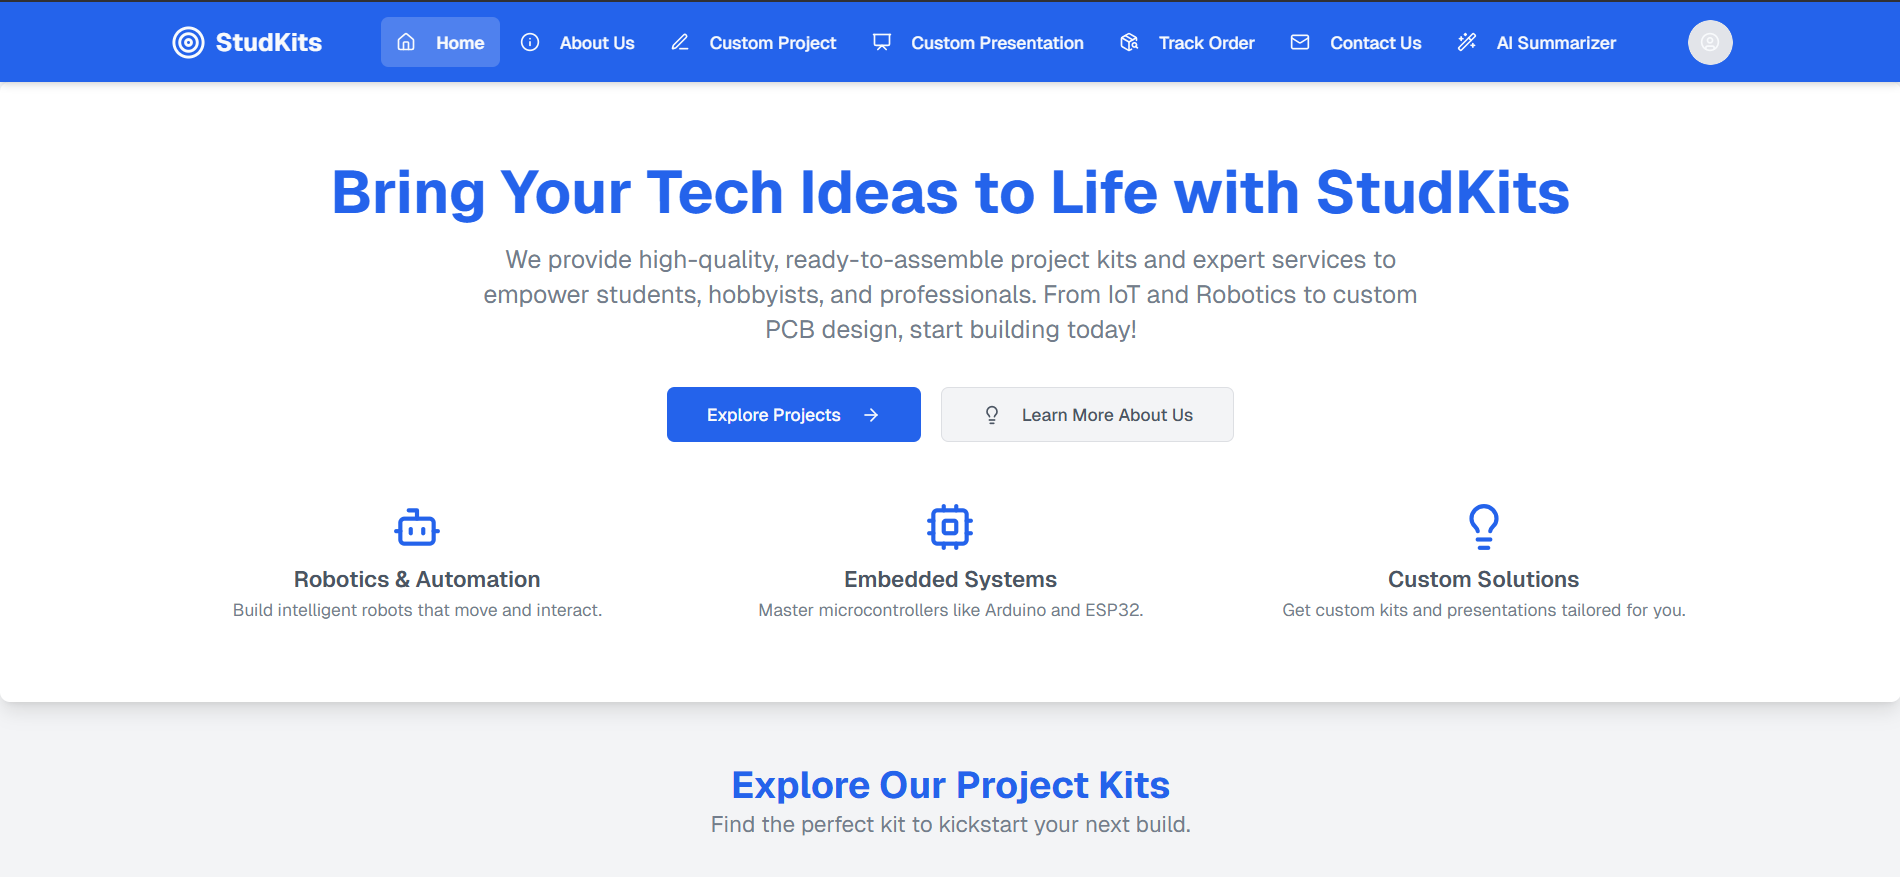 StudKits Home About Us Custom Project Custom Presentation Track Order Contact Us AI Summarizer
Bring Your Tech Ideas to Life with StudKits
We provide high-quality, ready-to-assemble project kits and expert services to
empower students, hobbyists, and professionals. From IoT and Robotics to custom
PCB design, start building today!
Explore Projects Learn More About Us
Robotics & Automation
Build intelligent robots that move and interact.
Embedded Systems
Master microcontrollers like Arduino and ESP32.
Custom Solutions
Get custom kits and presentations tailored for you.
Explore Our Project Kits
Find the perfect kit to kickstart your next build.